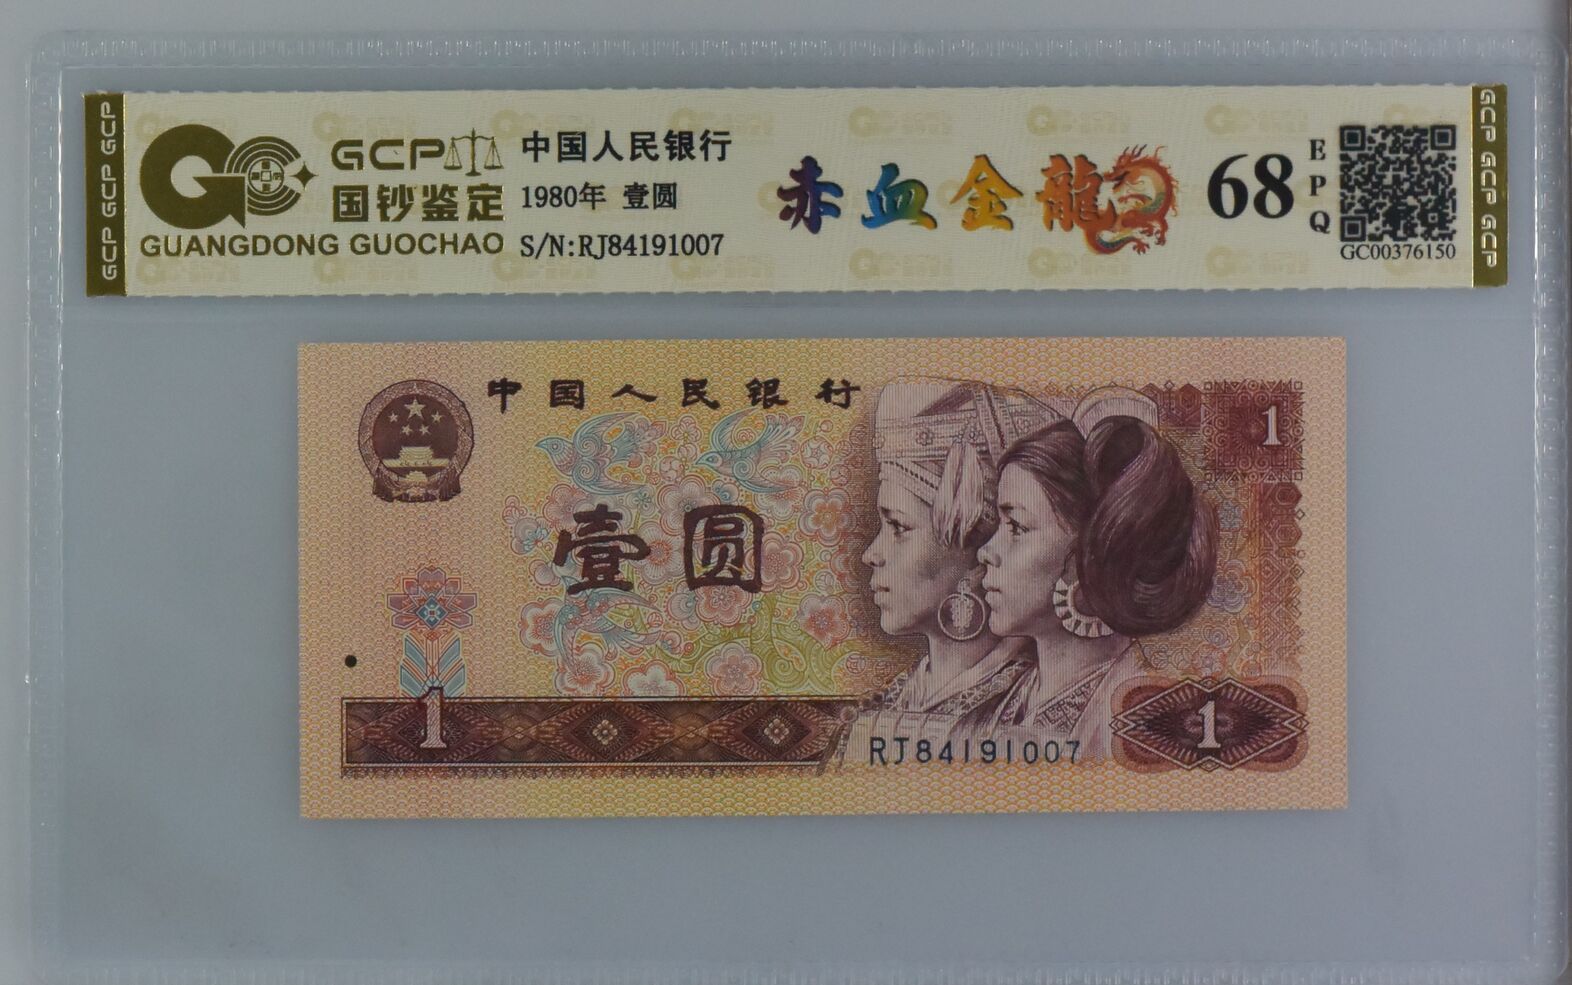 GCP GCP GCP
GCP
国钞鉴定
GUANGDONG GUOCHAO
中国人民银行
1980年 壹圆
S/N:RJ84191007
赤血金龍
68
EPQ
GC00376150
GCP GCP GCP GCP
中国人民银行
1
壹圆
1
RJ84191007
1